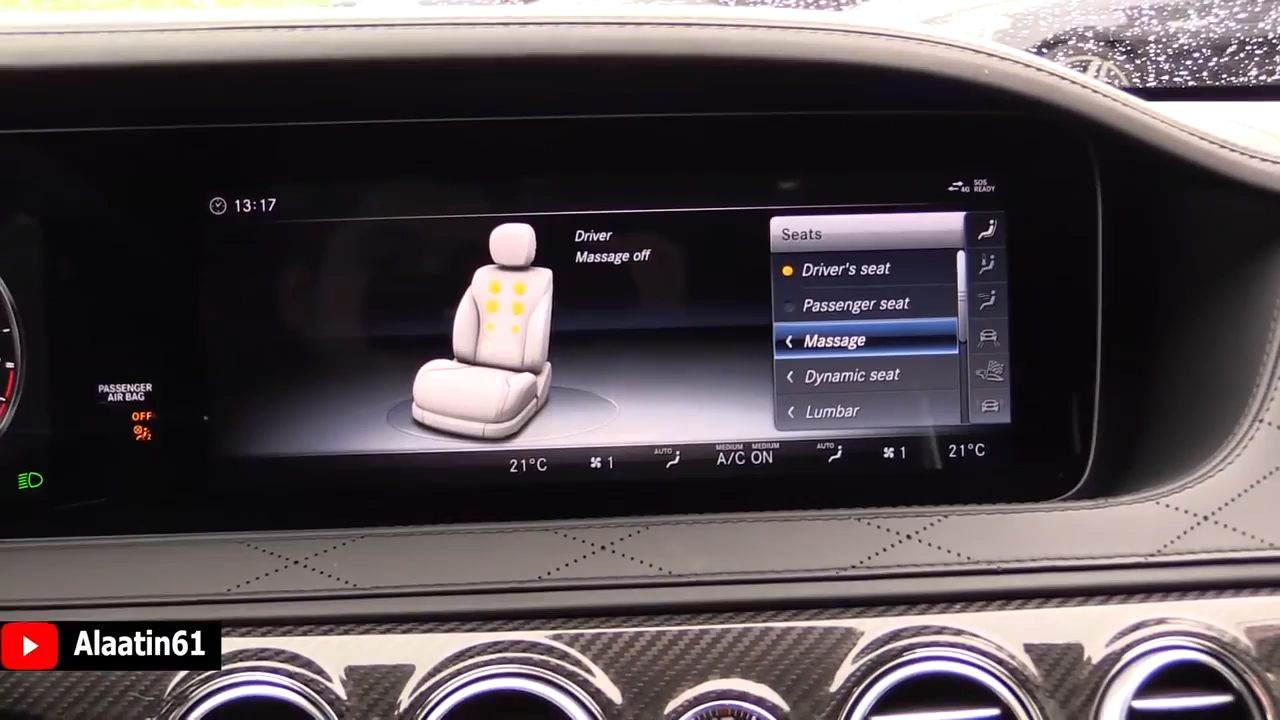 13:17
4G
SOS
READY
Driver
Massage off
Seats
Driver's seat
Passenger seat
Massage
Dynamic seat
Lumbar
PASSENGER
AIR BAG
OFF
21°C
1
AUTO
MEDIUM MEDIUM
A/C ON
AUTO
1
21°C
Alaatin61